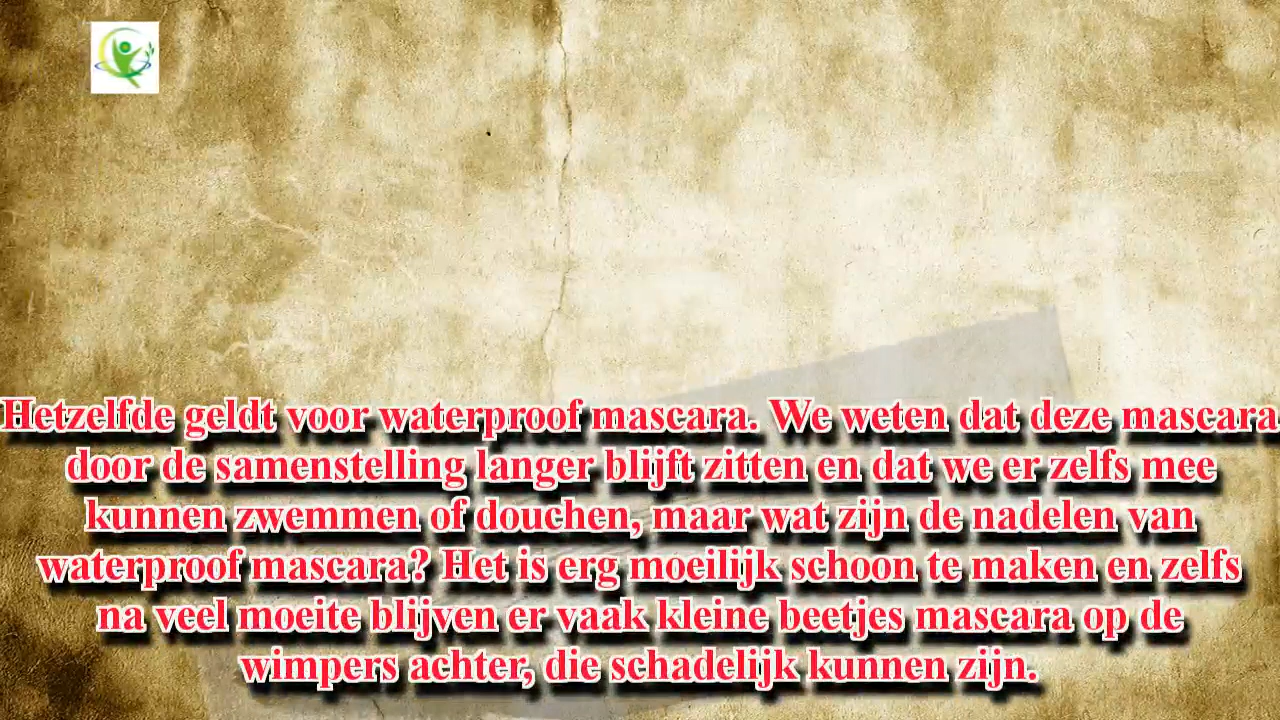 Hetzelfde geldt voor waterproof mascara. We weten dat deze mascara
door de samenstelling langer blijft zitten en dat we er zelfs mee
kunnen zwemmen of douchen, maar wat zijn de nadelen van
waterproof mascara? Het is erg moeilijk schoon te maken en zelfs
na veel moeite blijven er vaak kleine beetjes mascara op de
wimpers achter, die schadelijk kunnen zijn.